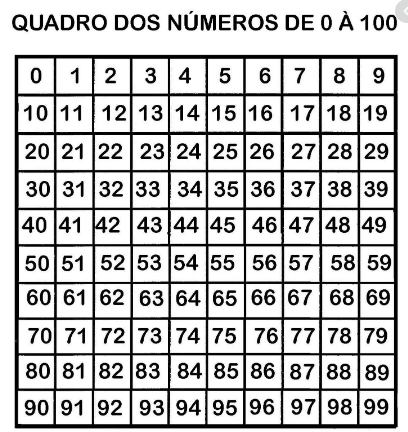 QUADRO DOS NÚMEROS DE 0 À 100
0 1 2 3 4 5 6 7 8 9
10 11 12 13 14 15 16 17 18 19
20 21 22 23 24 25 26 27 28 29
30 31 32 33 34 35 36 37 38 39
40 41 42 43 44 45 46 47 48 49
50 51 52 53 54 55 56 57 58 59
60 61 62 63 64 65 66 67 68 69
70 71 72 73 74 75 76 77 78 79
80 81 82 83 84 85 86 87 88 89
90 91 92 93 94 95 96 97 98 99